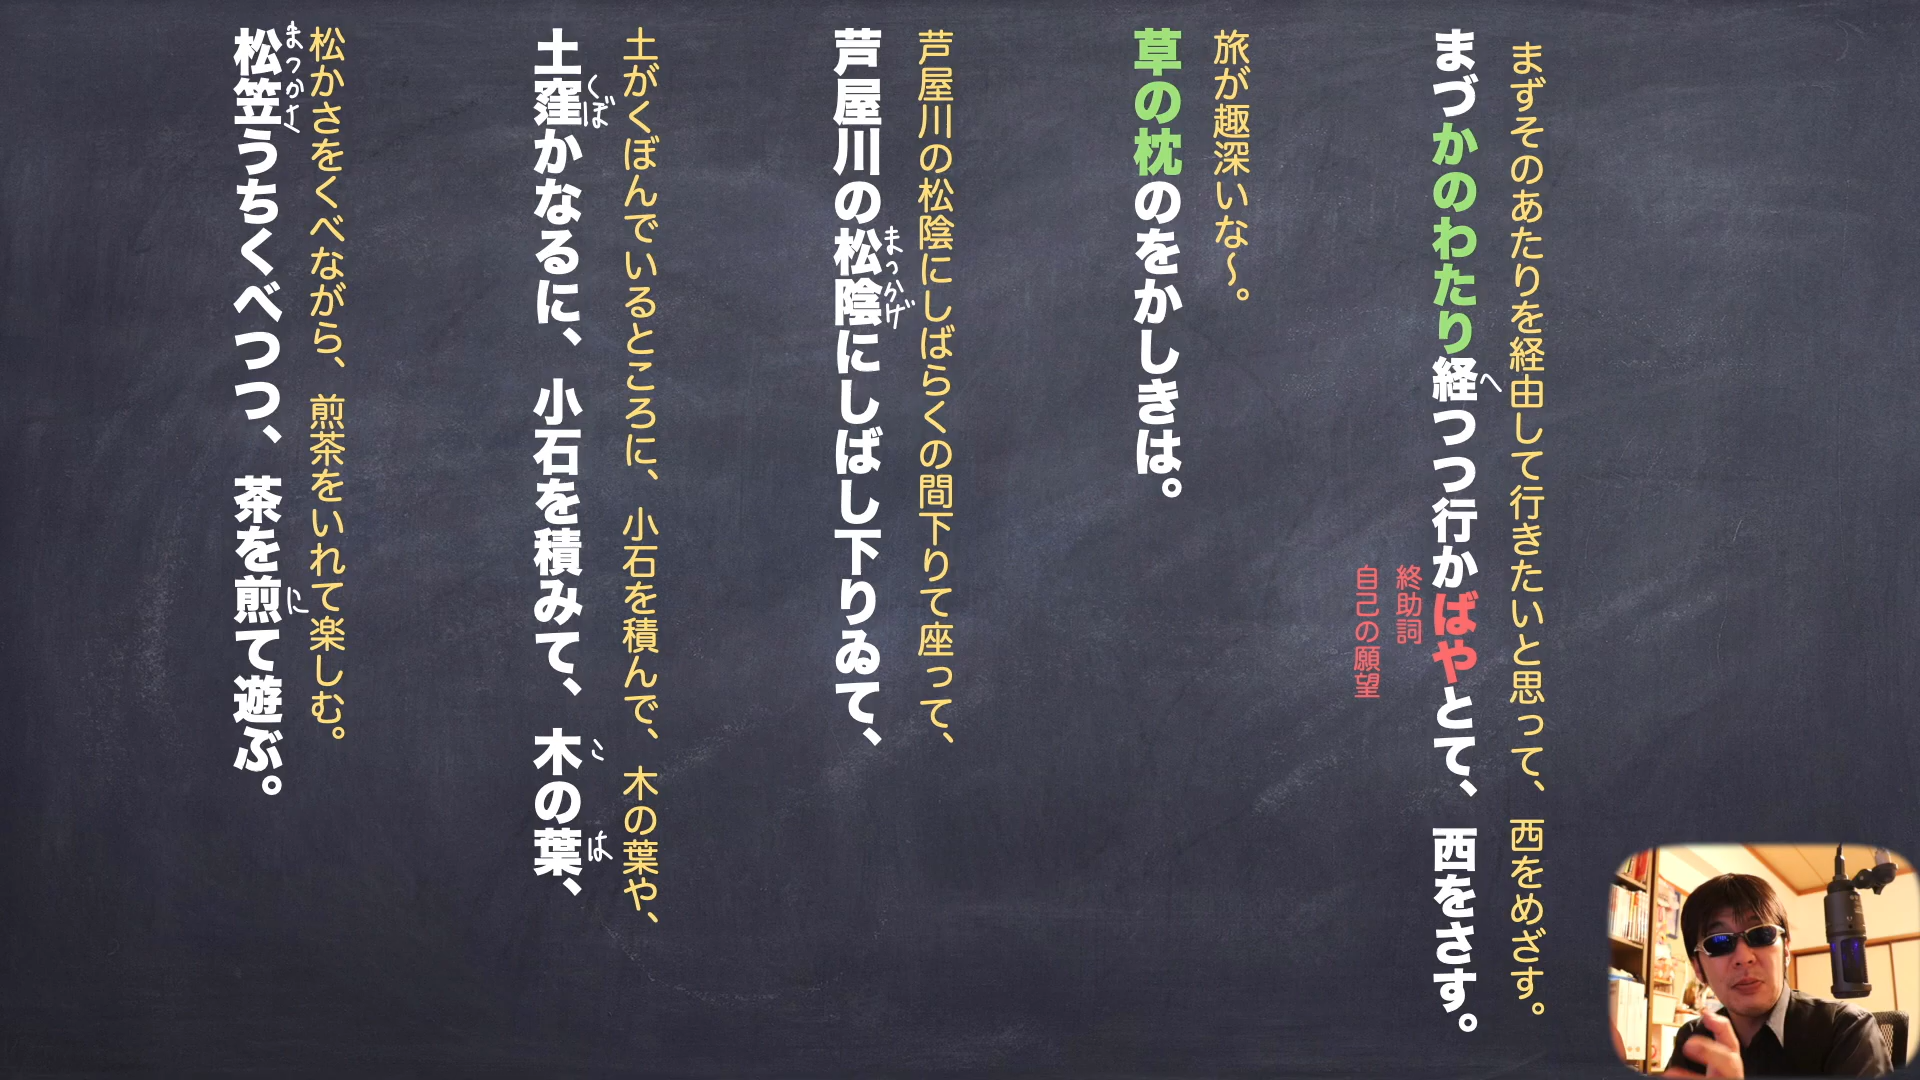 まずそのあたりを経由して行きたいと思って、西をめざす。
まづかのわたり経つつ行かばやとて、西をさす。
へ
終助詞
自己の願望
旅が趣深いな～。
草の枕のをかしきは。
芦屋川の松陰にしばらくの間下りて座って、
まつかげ
芦屋川の松陰にしばし下りゐて、
土がくぼんでいるところに、小石を積んで、木の葉や、
くぼ
こ
は
土窪かなるに、小石を積みて、木の葉、
松かさをくべながら、煎茶をいれて楽しむ。
まつかさ
に
松笠うちくべつつ、茶を煎て遊ぶ。